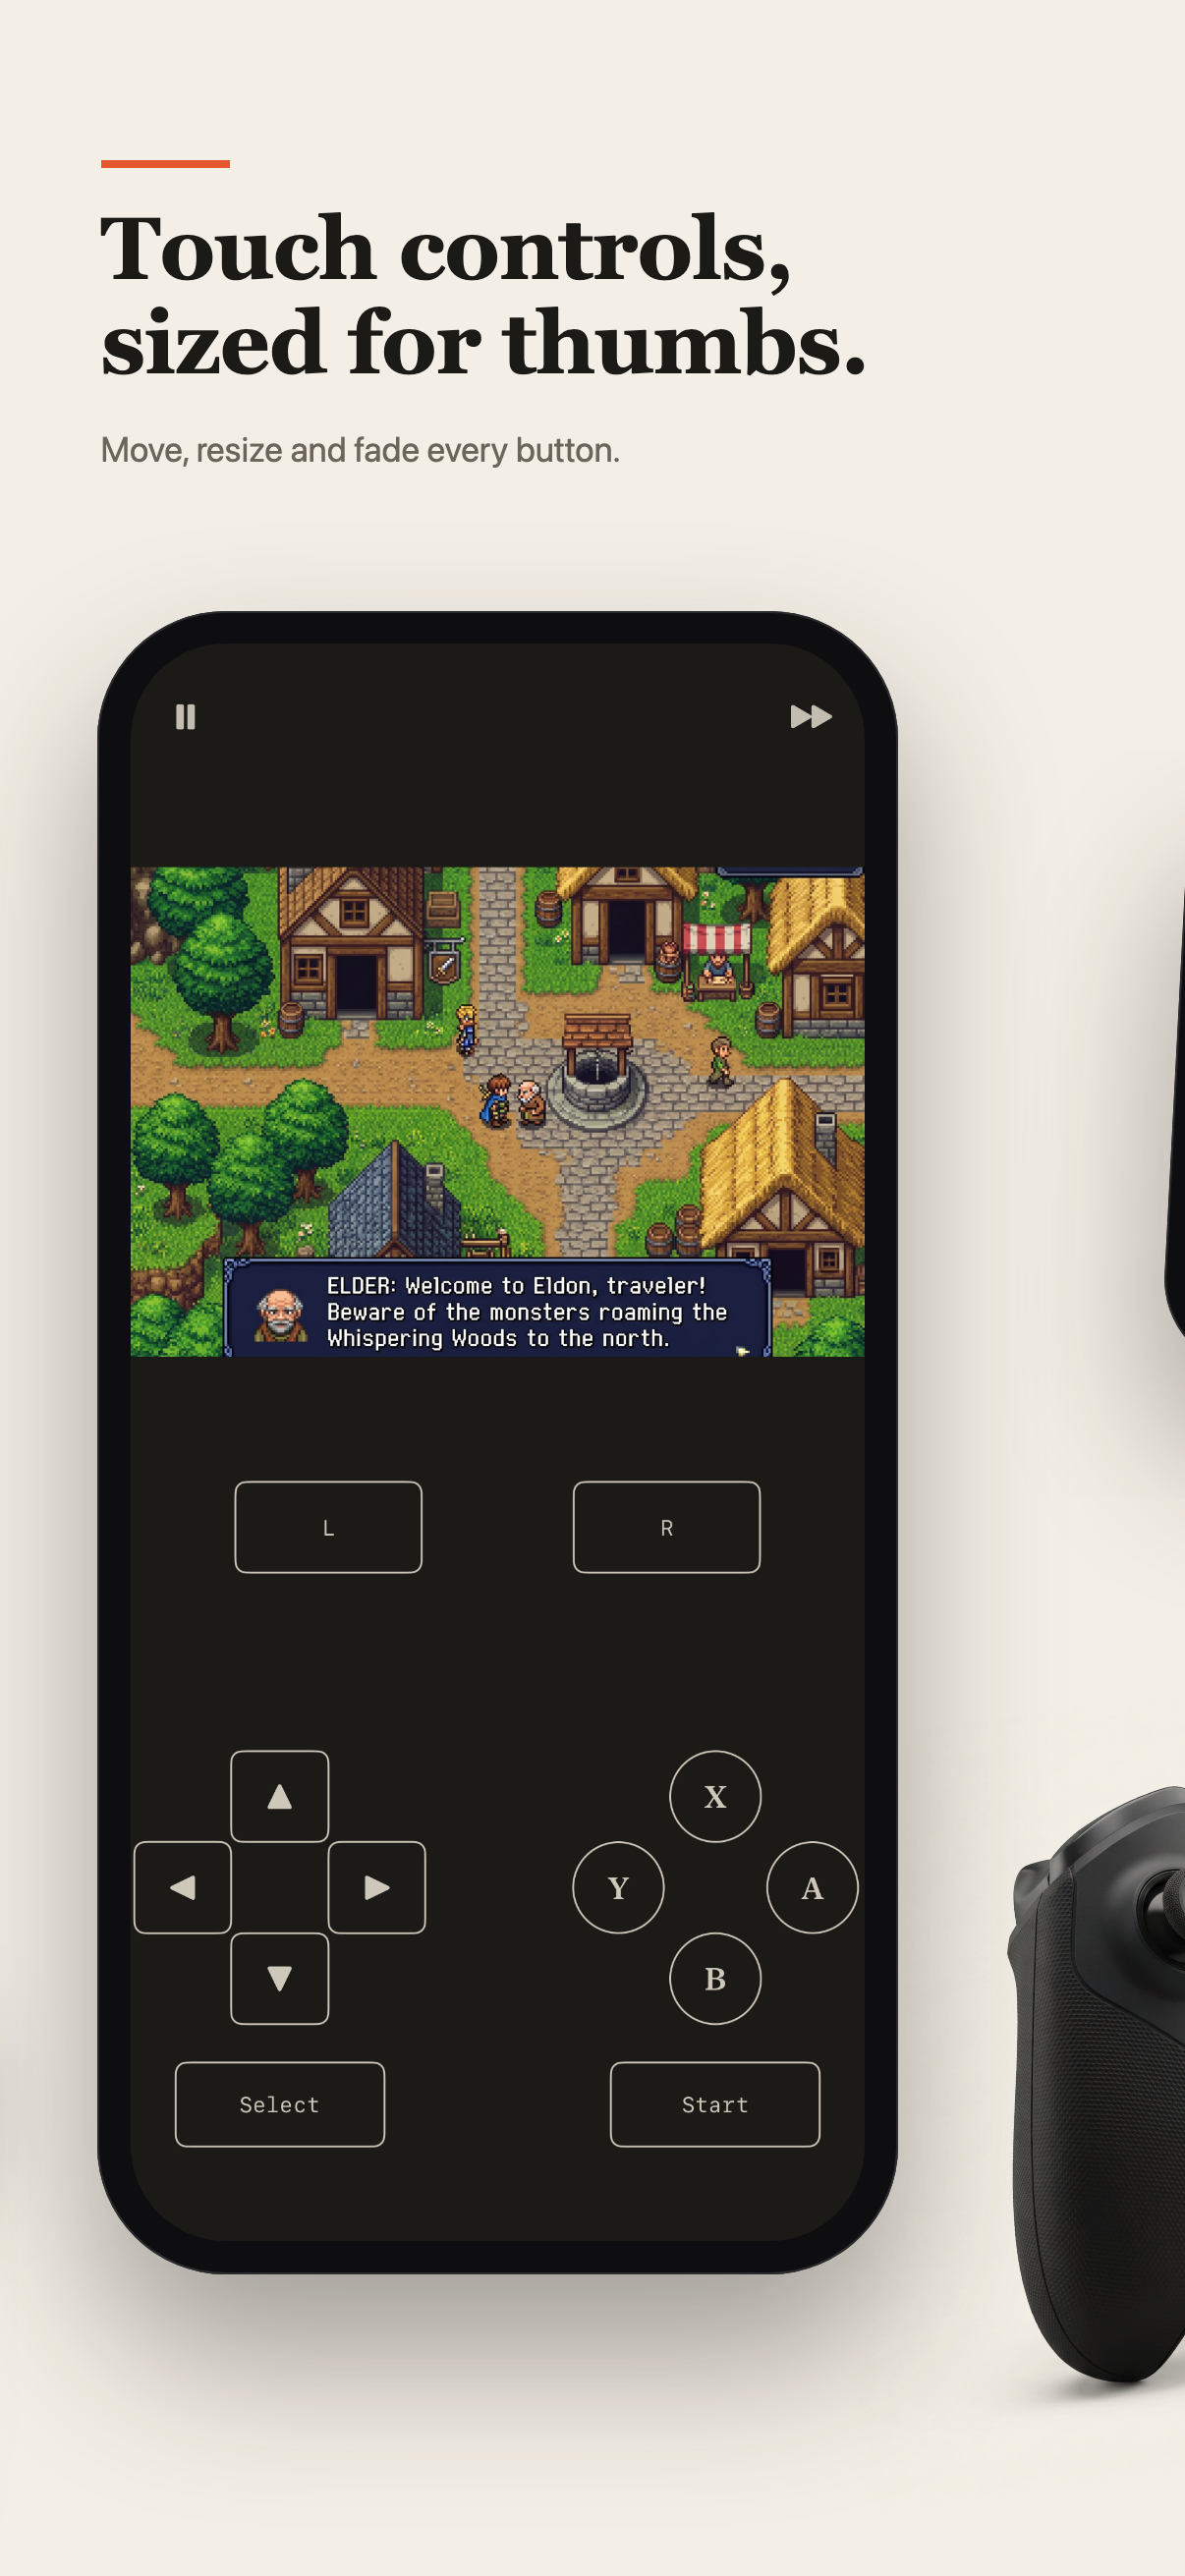 Touch controls,
sized for thumbs.
Move, resize and fade every button.
ELDER: Welcome to Eldon, traveler!
Beware of the monsters roaming the
Whispering Woods to the north.
L R
X
Y A
B
Select Start